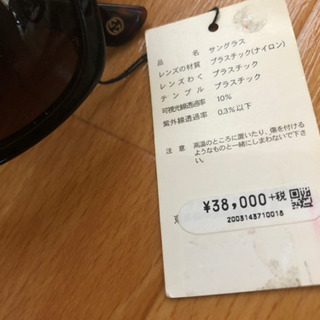 品　　　名　サングラス
レンズの材質　プラスチック(ナイロン)
レンズわく　プラスチック
テンプル　プラスチック
可視光線透過率　10%
紫外線透過率　0.3%以下
注　意　高温のところに置いたり、傷を付ける
ようなものと一緒にしまわないで下さ
い。
¥38,000+税
2003143710018